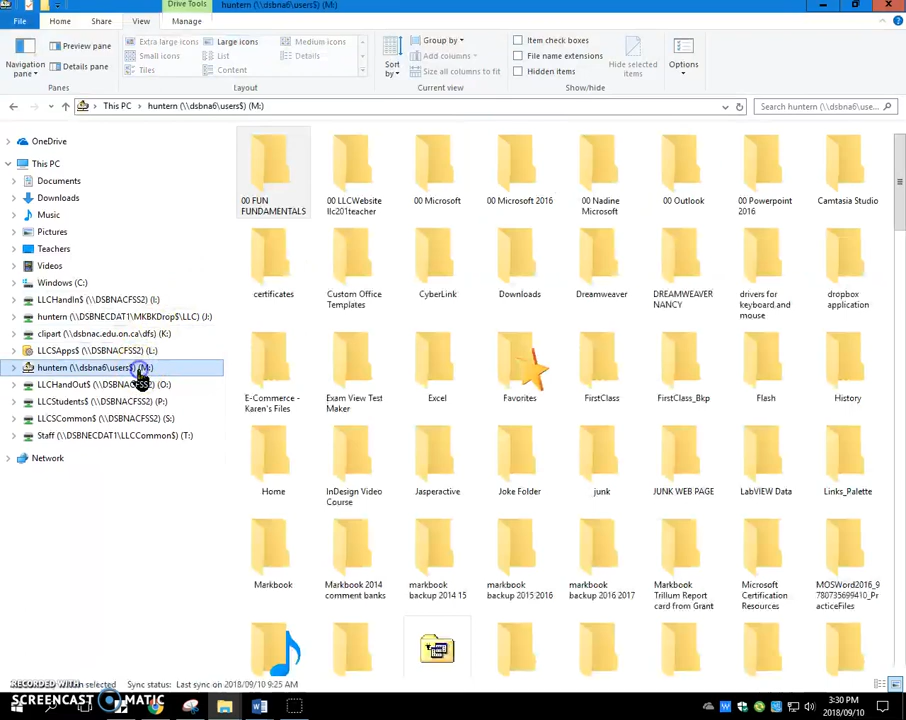 Drive Tools
huntern (\\dsbna6\users$) (M:)
File
Home
Share
View
Manage
Navigation
pane
Preview pane
Details pane
Panes
Extra large icons
Large icons
Medium icons
Small icons
List
Details
Tiles
Content
Layout
Sort
by
Group by
Add columns
Size all columns to fit
Current view
Item check boxes
File name extensions
Hidden items
Hide selected
items
Show/hide
Options
This PC
huntern (\\dsbna6\users$) (M:)
Search huntern (\\dsbna6\use...
OneDrive
This PC
Documents
Downloads
Music
Pictures
Teachers
Videos
Windows (C:)
LLCHandIn$ (\\DSBNACFSS2) (I:)
huntern (\\DSBNECDAT1\MKBKDrop$\LLC) (J:)
clipart (\\dsbnac.edu.on.ca\dfs) (K:)
LLCSApps$ (\\DSBNACFSS2) (L:)
huntern (\\dsbna6\users$) (M:)
LLCHandOut$ (\\DSBNACFSS2) (O:)
LLCStudents$ (\\DSBNACFSS2) (P:)
LLCSCommon$ (\\DSBNACFSS2) (S:)
Staff (\\DSBNECDAT1\LLCCommon$) (T:)
Network
00 FUN
FUNDAMENTALS
00 LLCWebsite
llc201teacher
00 Microsoft
00 Microsoft 2016
00 Nadine
Microsoft
00 Outlook
00 Powerpoint
2016
Camtasia Studio
certificates
Custom Office
Templates
CyberLink
Downloads
Dreamweaver
DREAMWEAVER
NANCY
drivers for
keyboard.and
mouse
dropbox
application
E-Commerce -
Karen's Files
Exam View Test
Maker
Excel
Favorites
FirstClass
FirstClass_Bkp
Flash
History
Home
InDesign Video
Course
Jasperactive
Joke Folder
junk
JUNK WEB PAGE
LabVIEW Data
Links_Palette
Markbook
Markbook 2014
comment banks
markbook
backup 2014 15
markbook
backup 2015 2016
markbook
backup 2016 2017
Markbook
Trillum Report
card from Grant
Microsoft
Certification
Resources
MOSWord2016_9
780735699410_Pr
acticeFiles
selected
Sync status:
Last sync on 2018/09/10 9:25 AM
RECORDED WITH
SCREENCAST MATIC
3:30 PM
2018/09/10